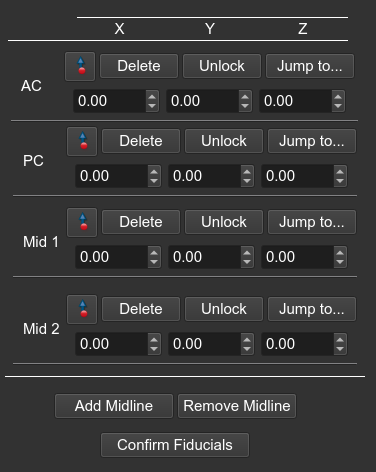 X Y Z
Delete Unlock Jump to...
AC
0.00 0.00 0.00
Delete Unlock Jump to...
PC
0.00 0.00 0.00
Delete Unlock Jump to...
Mid 1
0.00 0.00 0.00
Delete Unlock Jump to...
Mid 2
0.00 0.00 0.00
Add Midline Remove Midline
Confirm Fiducials